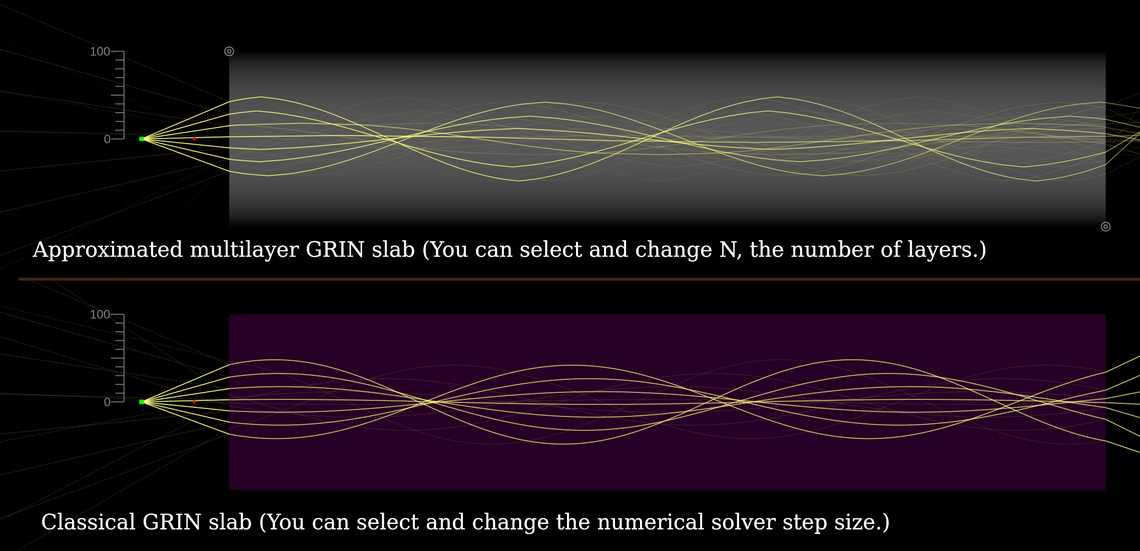 100
0
Approximated multilayer GRIN slab (You can select and change N, the number of layers.)
100
0
Classical GRIN slab (You can select and change the numerical solver step size.)